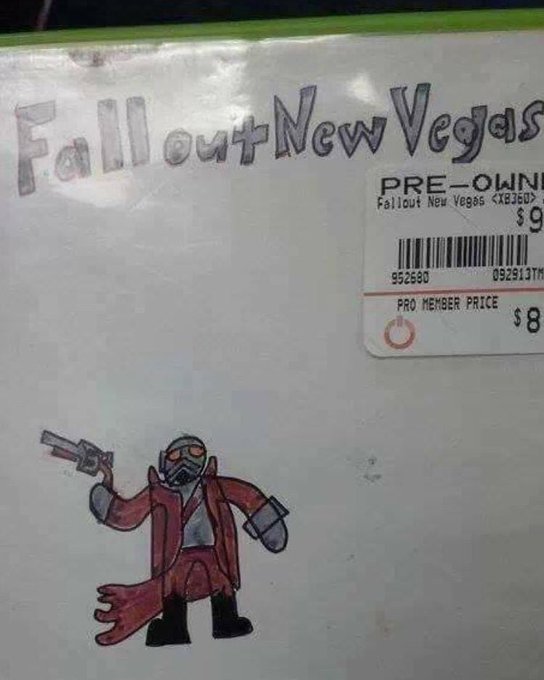 Fallout New Vegas
PRE-OWN
Fallout New Vegas <XB360>
$9
952680 092913TM
PRO MEMBER PRICE
$8